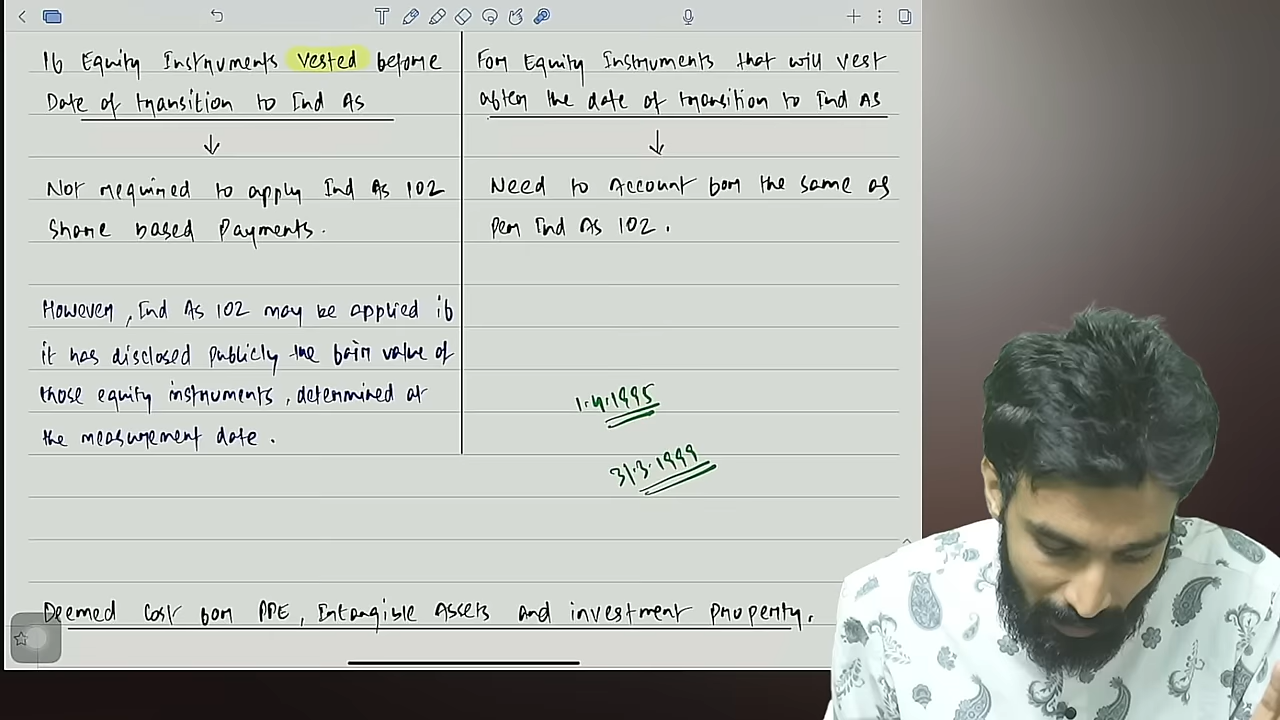 If Equity Instruments vested before
Date of transition to Ind As
↓
Not required to apply Ind As 102
Share based Payments.
However, Ind As 102 may be applied if
it has disclosed publicly the fair value of
those equity instruments, determined at
the measurement date.
For Equity Instruments that will vest
after the date of transition to Ind As
↓
Need to Account for the same as
per Ind As 102.
1.4.1995
31.3.1999
Deemed cost for PPE, Intangible Assets and investment Property.